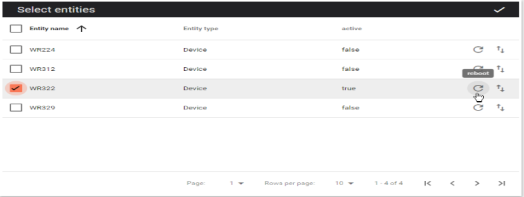 Select entities
Entity name Entity type active
WR224 Device false
WR312 Device false
reboot
WR322 Device true
WR329 Device false
Page: 1 Rows per page: 10 1 - 4 of 4